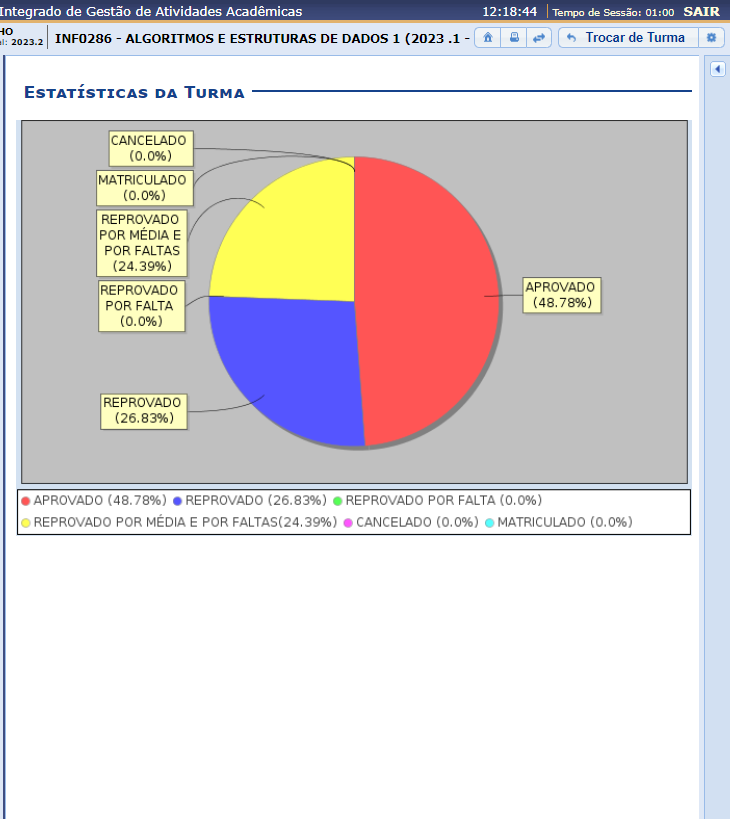 Integrado de Gestão de Atividades Acadêmicas 12:18:44 Tempo de Sessão: 01:00 SAIR
HO
el: 2023.2
INF0286 - ALGORITMOS E ESTRUTURAS DE DADOS 1 (2023 .1 - Trocar de Turma
Estatísticas da Turma
CANCELADO
(0.0%)
MATRICULADO
(0.0%)
REPROVADO
POR MÉDIA E
POR FALTAS
(24.39%)
REPROVADO
POR FALTA
(0.0%)
REPROVADO
(26.83%)
APROVADO
(48.78%)
APROVADO (48.78%) REPROVADO (26.83%) REPROVADO POR FALTA (0.0%)
REPROVADO POR MÉDIA E POR FALTAS(24.39%) CANCELADO (0.0%) MATRICULADO (0.0%)